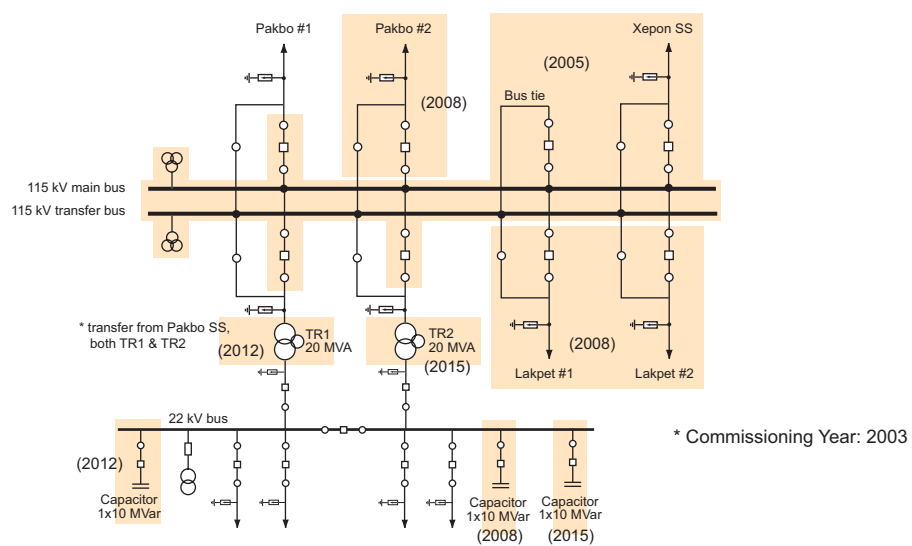 Pakbo #1
Pakbo #2
Xepon SS
(2005)
(2008)
Bus tie
115 kV main bus
115 kV transfer bus
* transfer from Pakbo SS,
both TR1 & TR2
(2012)
TR1
20 MVA
TR2
20 MVA
(2015)
(2008)
Lakpet #1
Lakpet #2
22 kV bus
* Commissioning Year: 2003
(2012)
Capacitor
1x10 MVar
Capacitor
1x10 MVar
(2008)
Capacitor
1x10 MVar
(2015)